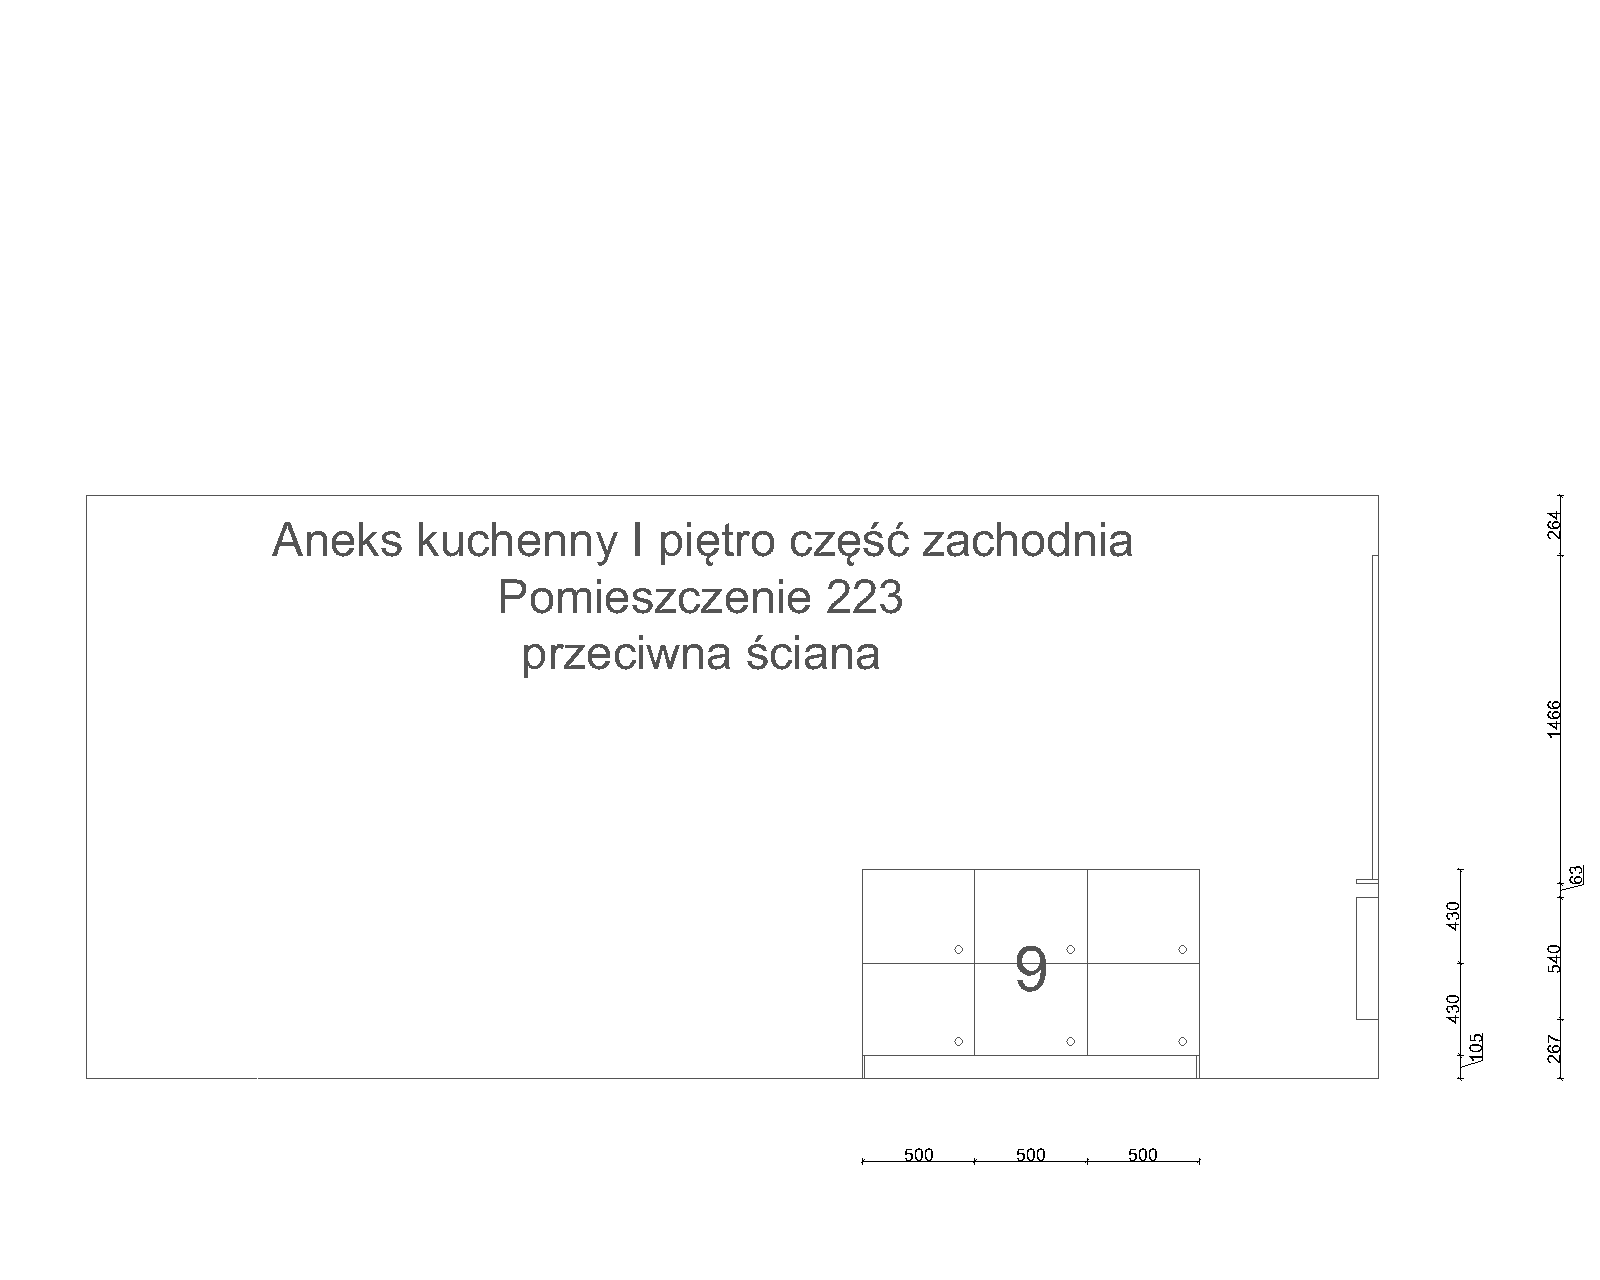 Aneks kuchenny I piętro część zachodnia
Pomieszczenie 223
przeciwna ściana
264
1466
63
430
9
540
430
105
267
500 500 500